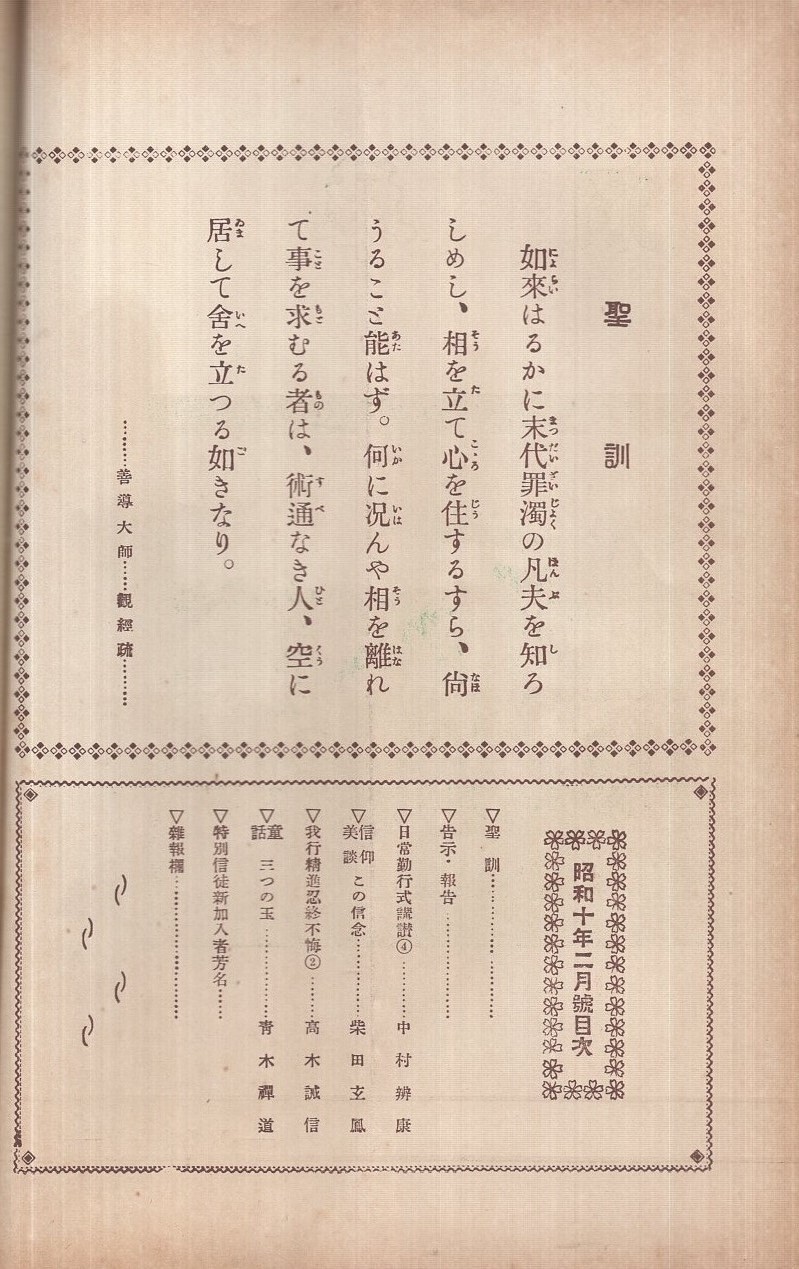 聖訓
如來はるかに末代罪濁の凡夫を知ろ
しめし、相を立て心を住するすら、尙
うること能はず。何に況んや相を離れ
て事を求むる者は、術通なき人、空に
居して舍を立つる如きなり。
………善導大師……觀經疏………
昭和十年二月號目次
▽聖訓……………………
▽告示・報告……………………
▽日常勤行式講讃④…………中村辨康
▽信仰美談 この信念……………柴田玄鳳
▽我行精進忍終不悔②………高木誠信
▽童話 三つの玉……………靑木禪道
▽特別信徒新加入者芳名……
▽雜報欄……………………